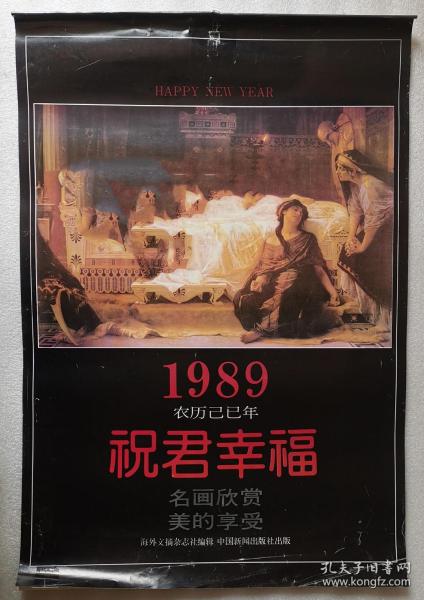 HAPPY NEW YEAR
1989
农历己已年
祝君幸福
名画欣赏
美的享受
海外文摘杂志社编辑 中国新闻出版社出版
孔夫子旧书网
www.kongfz.com